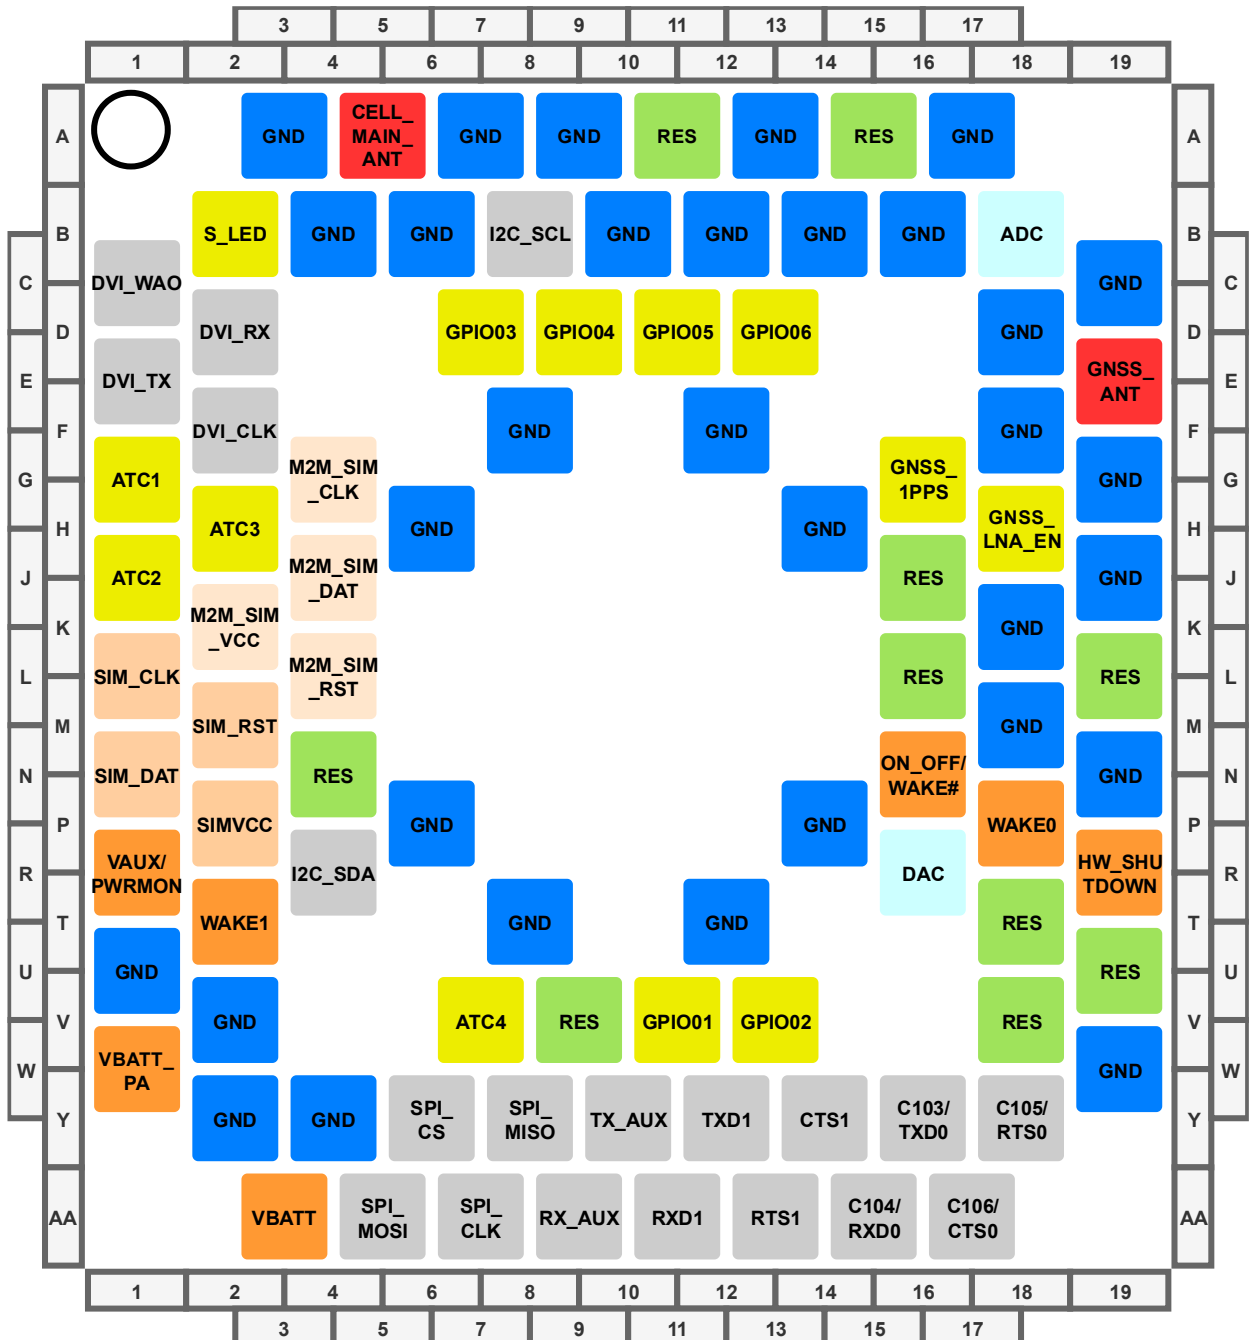 3 5 7 9 11 13 15 17
1 2 4 6 8 10 12 14 16 18 19
A GND CELL_ GND GND RES GND RES GND A
MAIN_
ANT
B S_LED GND GND I2C_SCL GND GND GND GND ADC B
C DVI_WAO GND C
D DVI_RX GPIO03 GPIO04 GPIO05 GPIO06 GND D
E DVI_TX GNSS_ E
ANT
F DVI_CLK GND GND GND F
G ATC1 M2M_SIM GNSS_ GND G
_CLK 1PPS
H ATC3 GND GND GNSS_ H
LNA_EN
J ATC2 M2M_SIM RES GND J
_DAT
K M2M_SIM GND K
_VCC
L SIM_CLK M2M_SIM RES RES L
_RST
M SIM_RST GND M
N SIM_DAT RES ON_OFF/ GND N
WAKE#
P SIMVCC GND GND WAKE0 P
R VAUX/ I2C_SDA DAC HW_SHU R
PWRMON TDOWN
T WAKE1 GND GND RES T
U GND RES U
V GND ATC4 RES GPIO01 GPIO02 RES V
W VBATT_ GND W
PA
Y GND GND SPI_ SPI_ TX_AUX TXD1 CTS1 C103/ C105/ Y
CS MISO TXD0 RTS0
AA VBATT SPI_ SPI_ RX_AUX RXD1 RTS1 C104/ C106/ AA
MOSI CLK RXD0 CTS0
1 2 4 6 8 10 12 14 16 18 19
3 5 7 9 11 13 15 17